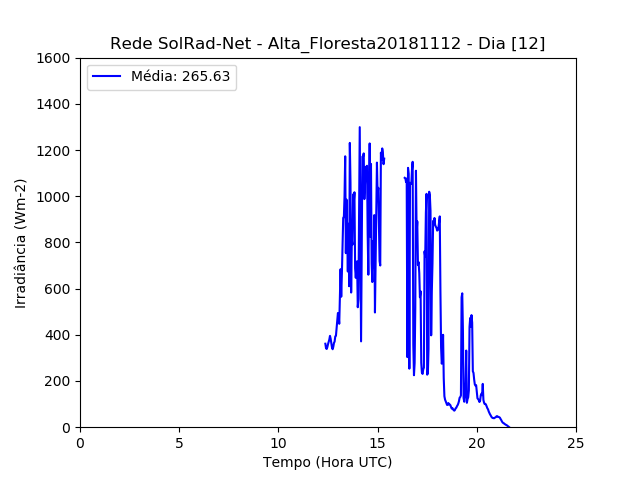 Rede SolRad-Net - Alta_Floresta20181112 - Dia [12]
Média: 265.63
1600
1400
1200
1000
800
600
400
200
0
Irradiância (Wm-2)
0 5 10 15 20 25
Tempo (Hora UTC)